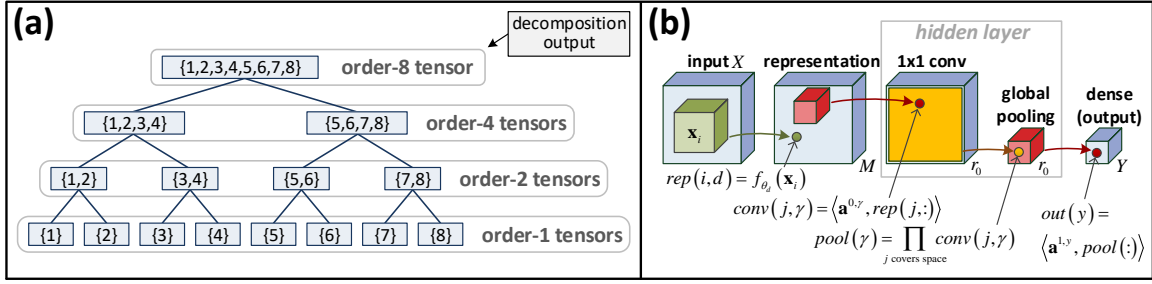 (a)
decomposition
output
{1,2,3,4,5,6,7,8}
order-8 tensor
{1,2,3,4}
{5,6,7,8}
order-4 tensors
{1,2}
{3,4}
{5,6}
{7,8}
order-2 tensors
{1}
{2}
{3}
{4}
{5}
{6}
{7}
{8}
order-1 tensors
(b)
hidden layer
input X
representation
1x1 conv
global
pooling
dense
(output)
x_i
M
r_0
r_0
Y
rep(i,d) = f_{θ_d}(x_i)
conv(j,γ) = ⟨a^{0,γ}, rep(j,:)⟩
pool(γ) = ∏_{j covers space} conv(j,γ)
out(y) =
⟨a^{1,y}, pool(:)⟩